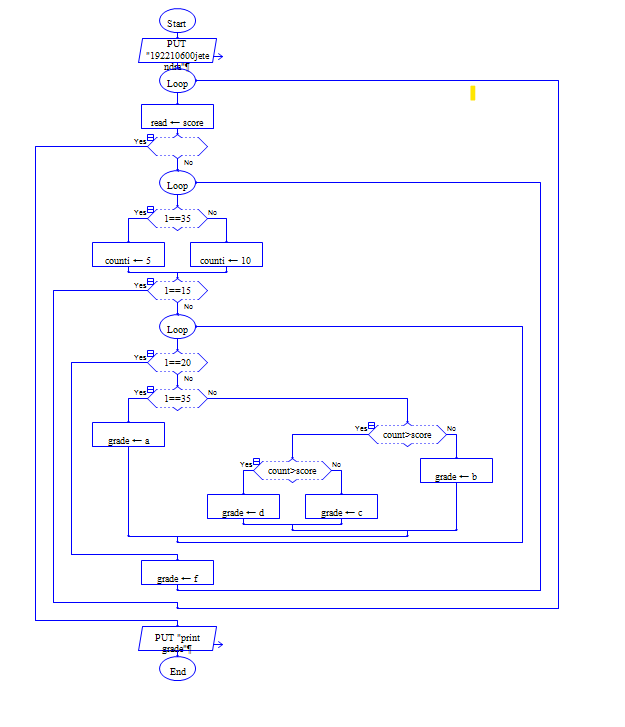 Start
PUT
"192210600jete
ndra"¶
Loop
read ← score
Yes
No
Loop
Yes
1==35
No
counti ← 5
counti ← 10
Yes
1==15
No
Loop
Yes
1==20
No
Yes
1==35
No
grade ← a
Yes
count>score
No
Yes
count>score
No
grade ← b
grade ← d
grade ← c
grade ← f
PUT "print
grade"¶
End